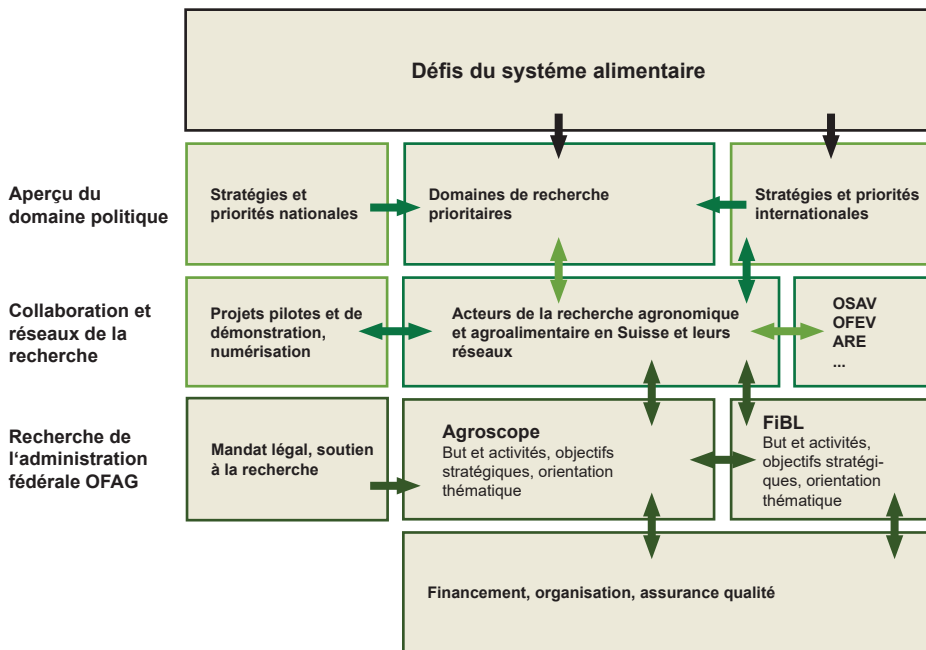 Défis du systéme alimentaire
Aperçu du
domaine politique
Stratégies et
priorités nationales
Domaines de recherche
prioritaires
Stratégies et priorités
internationales
Collaboration et
réseaux de la
recherche
Projets pilotes et de
démonstration,
numérisation
Acteurs de la recherche agronomique
et agroalimentaire en Suisse et leurs
réseaux
OSAV
OFEV
ARE
...
Recherche de
l‘administration
fédérale OFAG
Mandat légal, soutien
à la recherche
Agroscope
But et activités, objectifs
stratégiques, orientation
thématique
FiBL
But et activités,
objectifs stratégi-
ques, orientation
thématique
Financement, organisation, assurance qualité